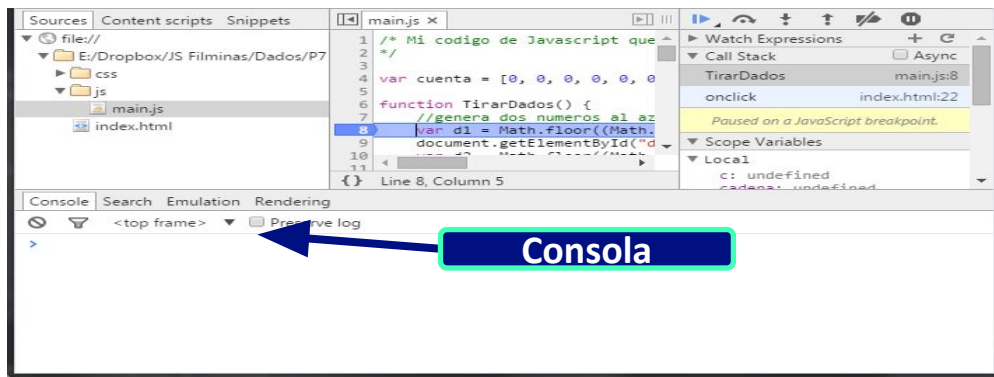 Sources Content scripts Snippets
file://
E:/Dropbox/JS Filminas/Dados/P7
css
js
main.js
index.html
main.js ×
1 /* Mi codigo de Javascript que
2 */
3
4 var cuenta = [0, 0, 0, 0, 0, 0
5
6 function TirarDados() {
7 //genera dos numeros al az
8 var d1 = Math.floor((Math.
9 document.getElementById("d
10
11
{} Line 8, Column 5
Watch Expressions
Call Stack Async
TirarDados main.js:8
onclick index.html:22
Paused on a JavaScript breakpoint.
Scope Variables
Local
c: undefined
cadena: undefined
Console Search Emulation Rendering
<top frame> Preserve log
>
Consola